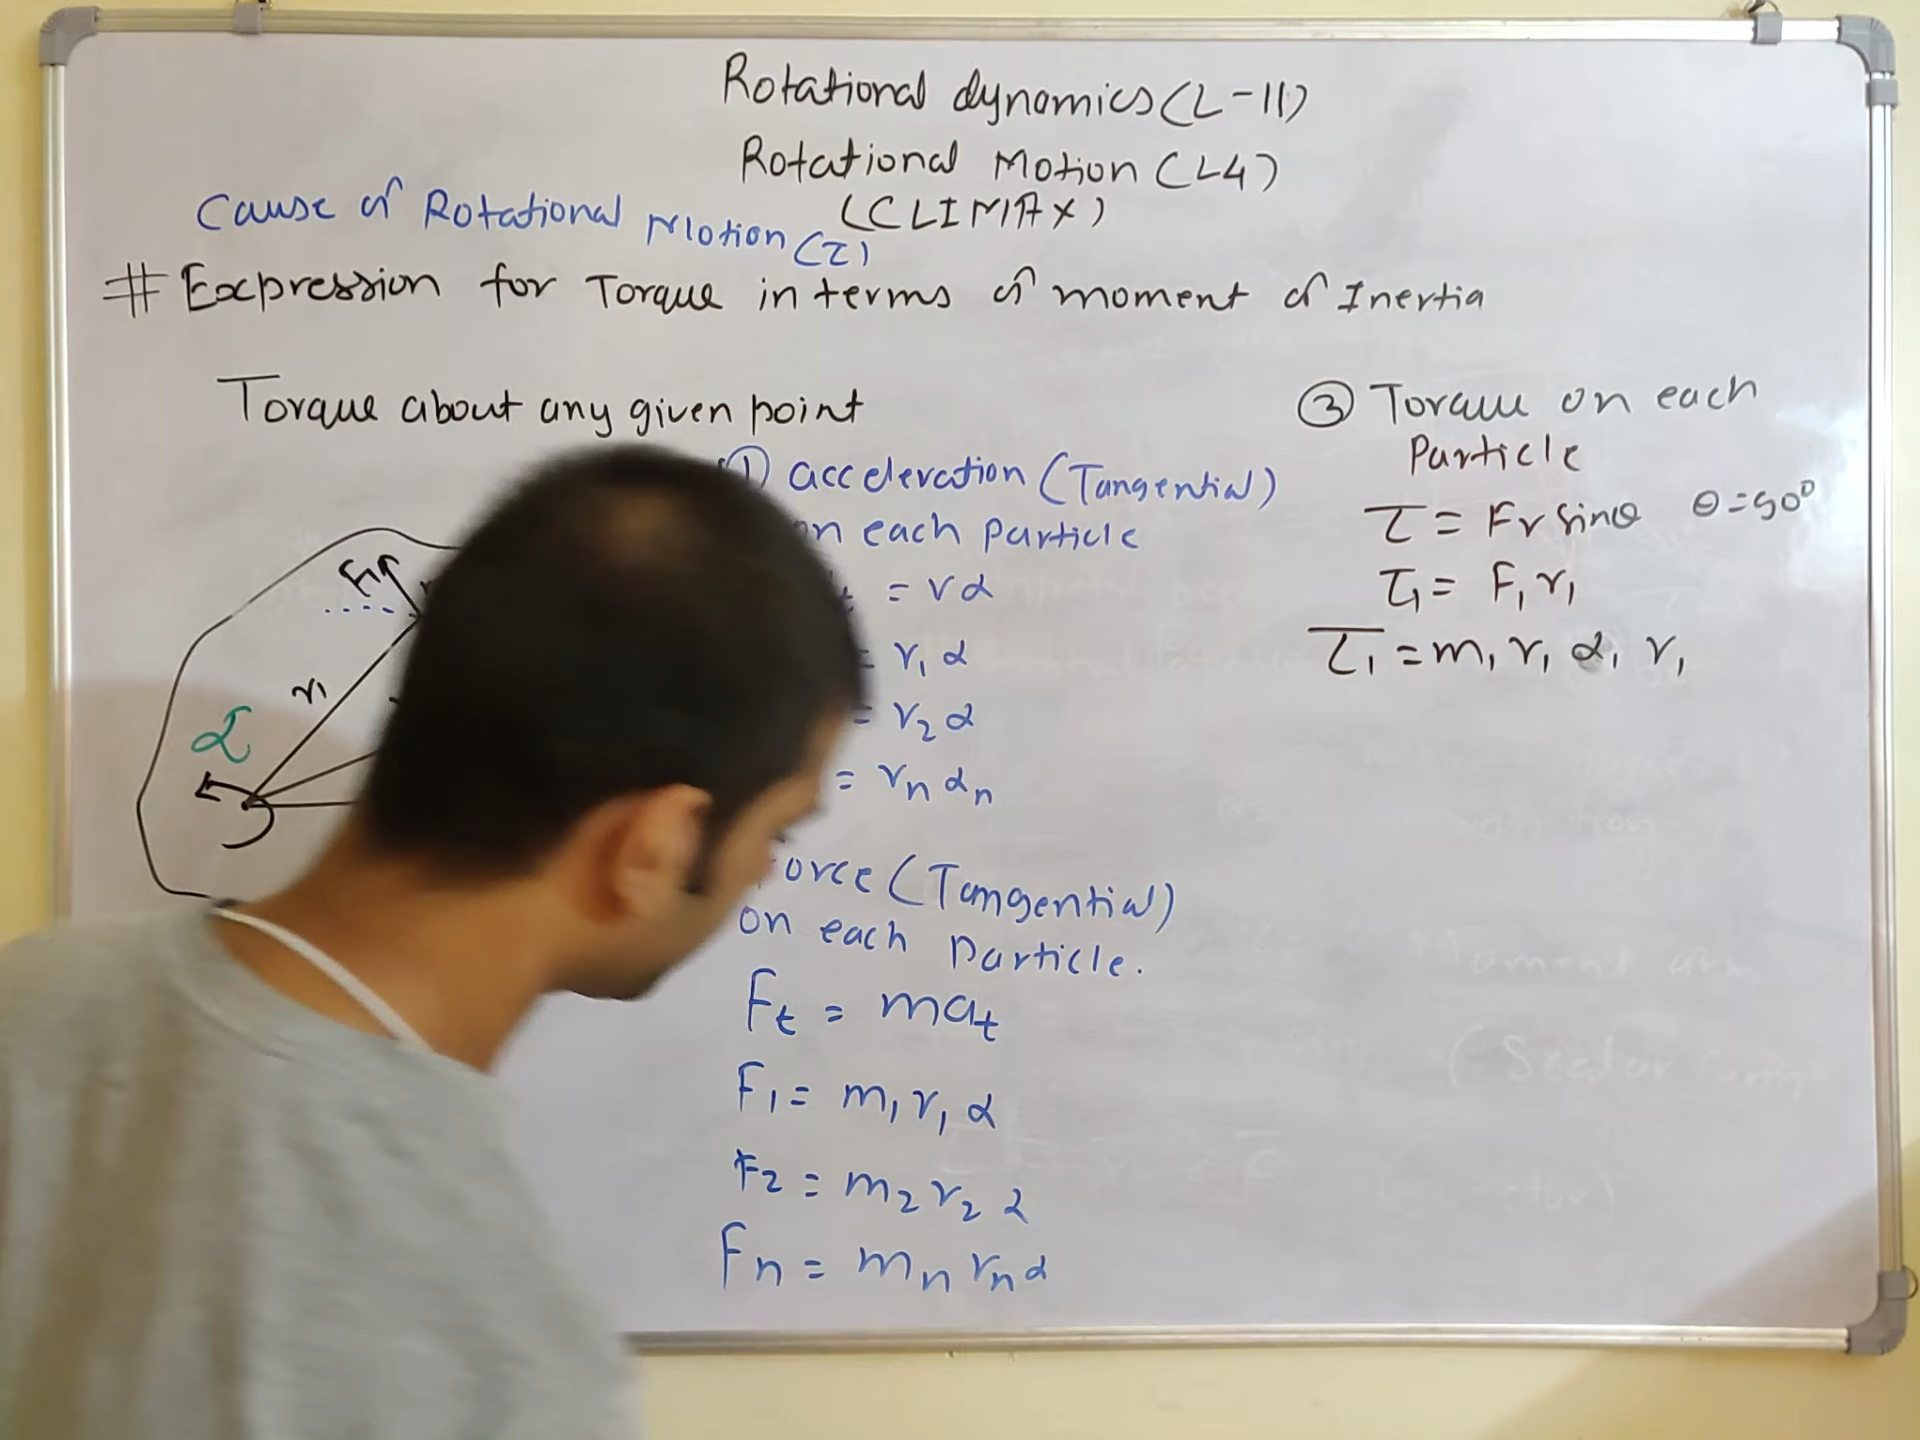 Rotational dynamics (L-11)
Rotational Motion (L4)
(CLIMAX)
Cause of Rotational Motion (τ)
# Expression for Torque in terms of moment of Inertia
Torque about any given point
F1
r1
α
① acceleration (Tangential)
on each particle
= rα
= r₁ α
= r₂ α
= rₙ αₙ
Force (Tangential)
on each Particle.
Fₜ = maₜ
F₁ = m₁ r₁ α
F₂ = m₂ r₂ α
Fₙ = mₙ rₙ α
③ Torque on each
Particle
τ = Fr sinθ θ = 90°
τ₁ = F₁ r₁
τ₁ = m₁ r₁ α₁ r₁